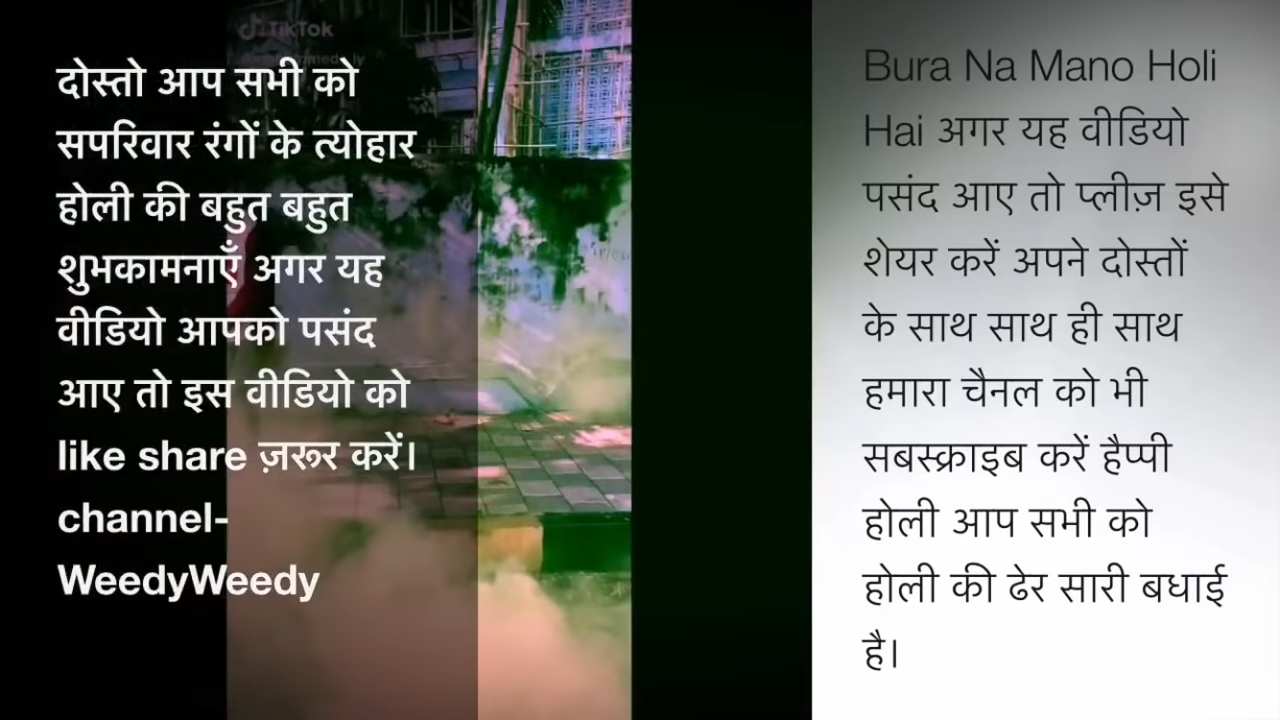 TikTok
दोस्तो आप सभी को
सपरिवार रंगों के त्योहार
होली की बहुत बहुत
शुभकामनाएँ अगर यह
वीडियो आपको पसंद
आए तो इस वीडियो को
like share ज़रूर करें।
channel-
WeedyWeedy
Bura Na Mano Holi
Hai अगर यह वीडियो
पसंद आए तो प्लीज़ इसे
शेयर करें अपने दोस्तों
के साथ साथ ही साथ
हमारा चैनल को भी
सबस्क्राइब करें हैप्पी
होली आप सभी को
होली की ढेर सारी बधाई
है।